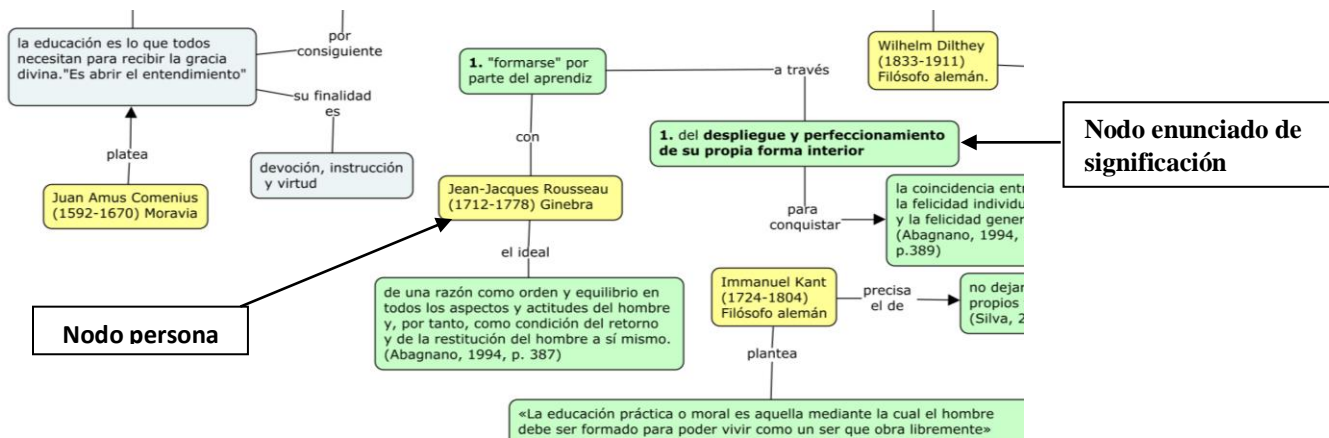 la educación es lo que todos
necesitan para recibir la gracia
divina."Es abrir el entendimiento"
por
consiguiente
su finalidad
es
devoción, instrucción
y virtud
platea
Juan Amus Comenius
(1592-1670) Moravia
1. "formarse" por
parte del aprendiz
a través
con
Jean-Jacques Rousseau
(1712-1778) Ginebra
el ideal
de una razón como orden y equilibrio en
todos los aspectos y actitudes del hombre
y, por tanto, como condición del retorno
y de la restitución del hombre a sí mismo.
(Abagnano, 1994, p. 387)
Nodo persona
Wilhelm Dilthey
(1833-1911)
Filósofo alemán.
1. del despliegue y perfeccionamiento
de su propia forma interior
Nodo enunciado de
significación
para
conquistar
la coincidencia
la felicidad
y la felicidad
(Abagnano, 1994,
p.389)
Immanuel Kant
(1724-1804)
Filósofo alemán
precisa
el de
no
propios
(Silva,
plantea
«La educación práctica o moral es aquella mediante la cual el hombre
debe ser formado para poder vivir como un ser que obra libremente»